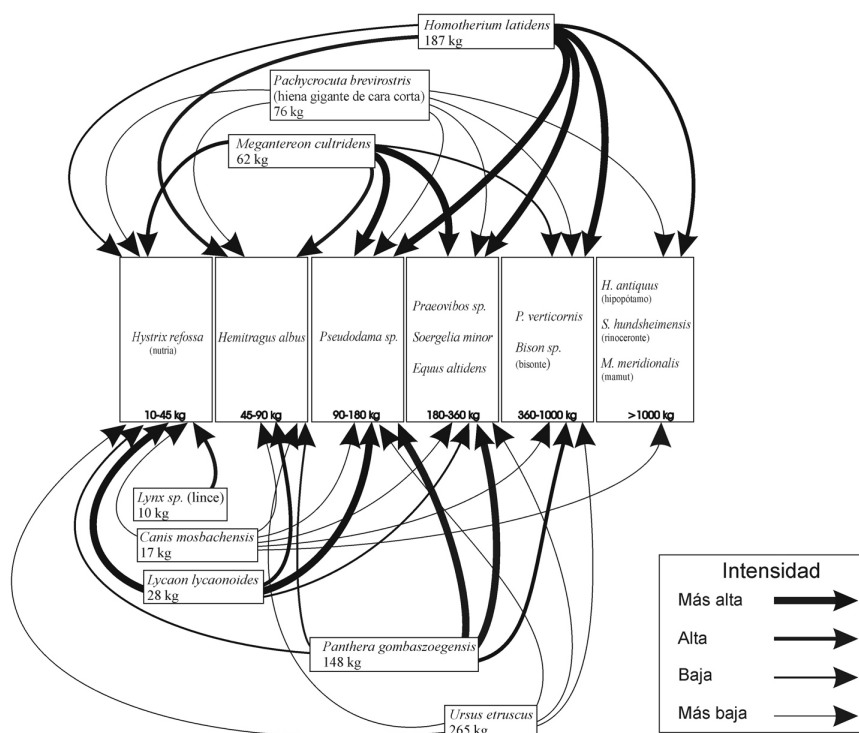 Homotherium latidens
187 kg
Pachycrocuta brevirostris
(hiena gigante de cara corta)
76 kg
Megantereon cultridens
62 kg
Hystrix refossa
(nutria)
10-45 kg
Hemitragus albus
45-90 kg
Pseudodama sp.
90-180 kg
Praeovibos sp.
Soergelia minor
Equus altidens
180-360 kg
P. verticornis
Bison sp.
(bisonte)
360-1000 kg
H. antiquus
(hipopótamo)
S. hundsheimensis
(rinoceronte)
M. meridionalis
(mamut)
>1000 kg
Lynx sp. (lince)
10 kg
Canis mosbachensis
17 kg
Lycaon lycaonoides
28 kg
Panthera gombaszoegensis
148 kg
Ursus etruscus
265 kg
Intensidad
Más alta
Alta
Baja
Más baja